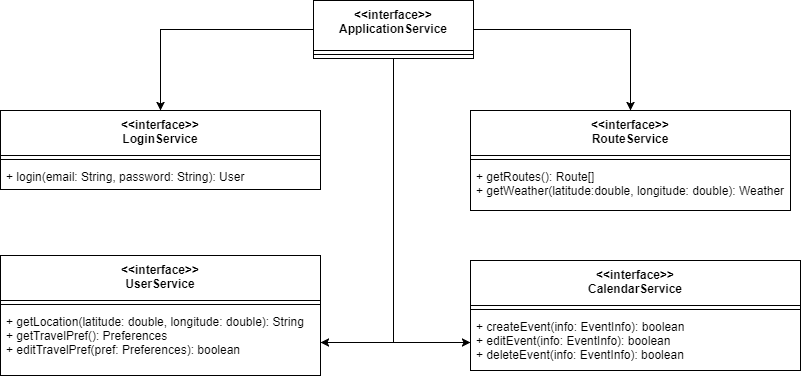 <<interface>>
ApplicationService
<<interface>>
LoginService
+ login(email: String, password: String): User
<<interface>>
RouteService
+ getRoutes(): Route[]
+ getWeather(latitude:double, longitude: double): Weather
<<interface>>
UserService
+ getLocation(latitude: double, longitude: double): String
+ getTravelPref(): Preferences
+ editTravelPref(pref: Preferences): boolean
<<interface>>
CalendarService
+ createEvent(info: EventInfo): boolean
+ editEvent(info: EventInfo): boolean
+ deleteEvent(info: EventInfo): boolean